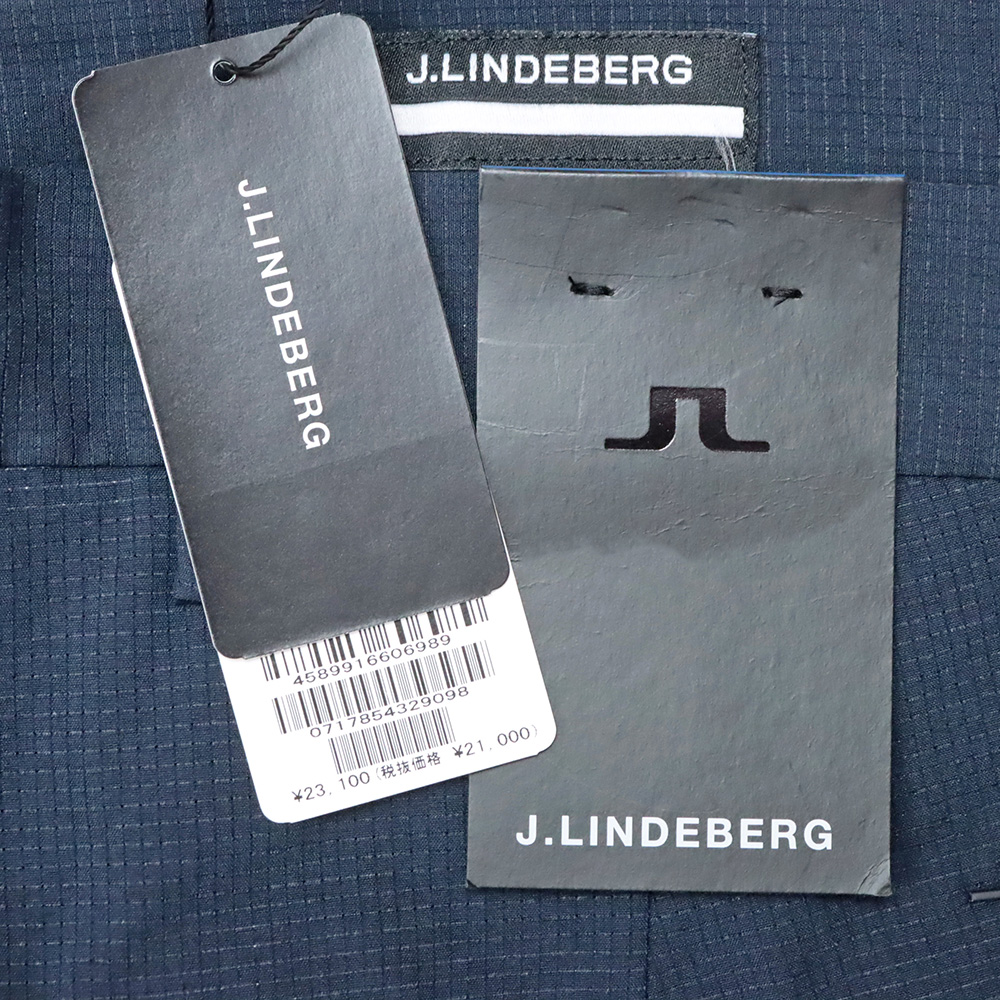 J.LINDEBERG
J.LINDEBERG
4589916606989
0717854329098
¥23,100(税抜価格 ¥21,000)
J.LINDEBERG